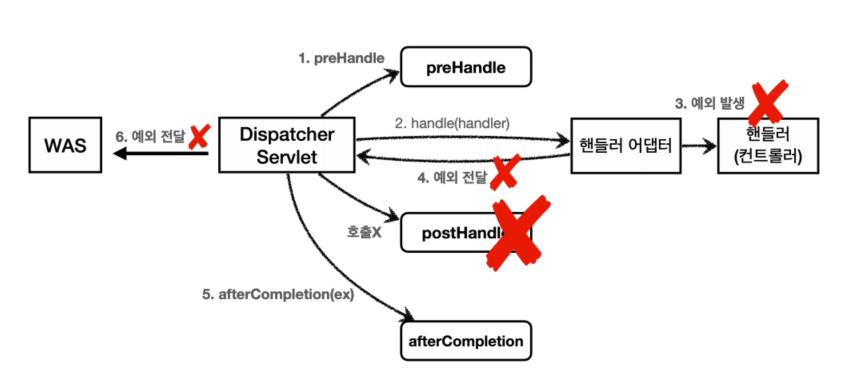 1. preHandle
preHandle
3. 예외 발생
WAS
6. 예외 전달
Dispatcher
Servlet
2. handle(handler)
핸들러 어댑터
핸들러
(컨트롤러)
4. 예외 전달
호출X
postHandle
5. afterCompletion(ex)
afterCompletion